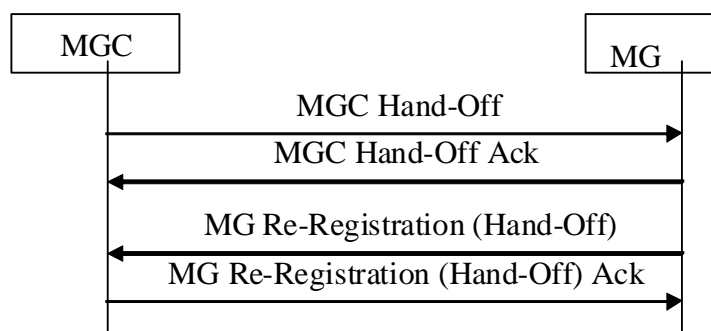 MGC
MG
MGC Hand-Off
MGC Hand-Off Ack
MG Re-Registration (Hand-Off)
MG Re-Registration (Hand-Off) Ack